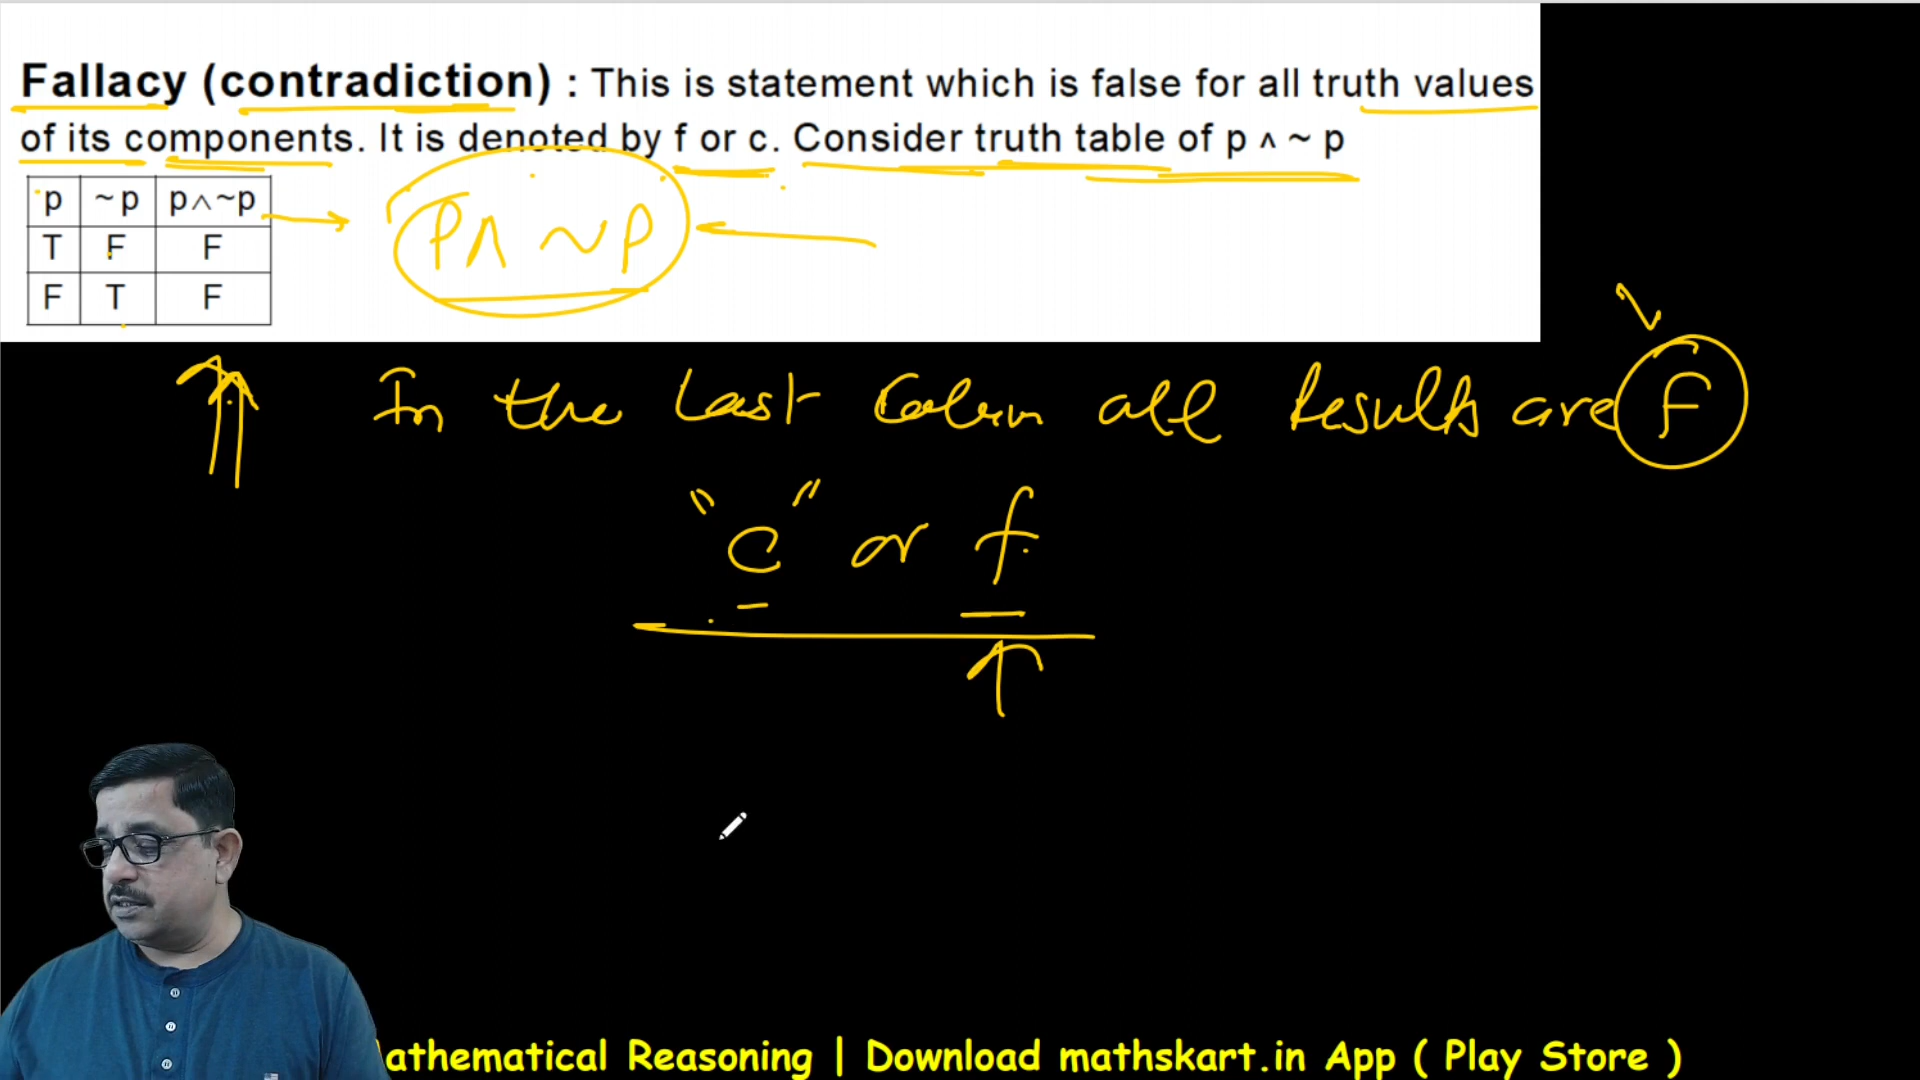 Fallacy (contradiction) : This is statement which is false for all truth values
of its components. It is denoted by f or c. Consider truth table of p ∧ ~ p
p ~p p∧~p
T F F
F T F
P∧ ~P
In the Last all Results are F
"c" or f
athematical Reasoning | Download mathskart.in App ( Play Store )